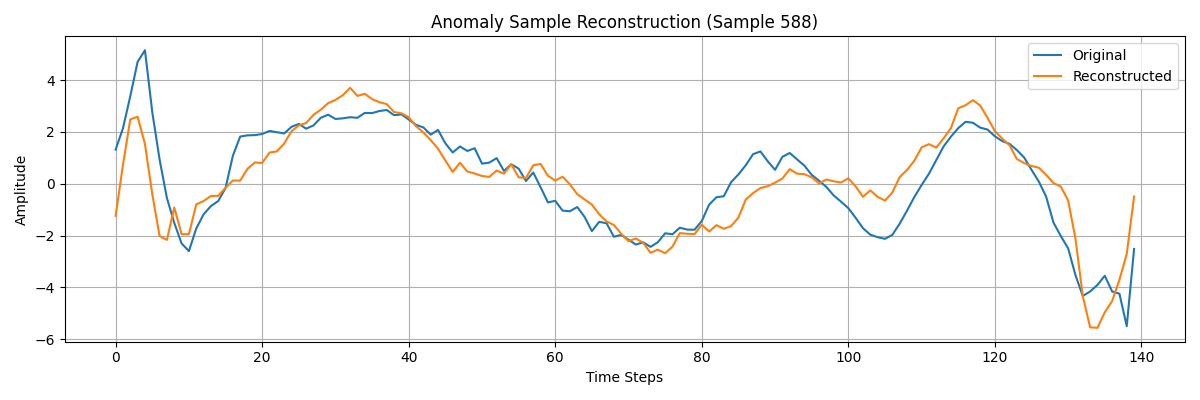 Anomaly Sample Reconstruction (Sample 588)
Original
Reconstructed
Amplitude
4
2
0
−2
−4
−6
0 20 40 60 80 100 120 140
Time Steps